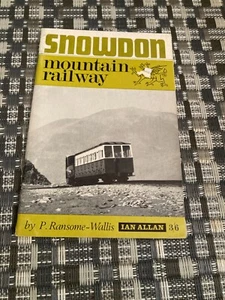 SNOWDON
mountain
railway
by P. Ransome-Wallis IAN ALLAN 3/6